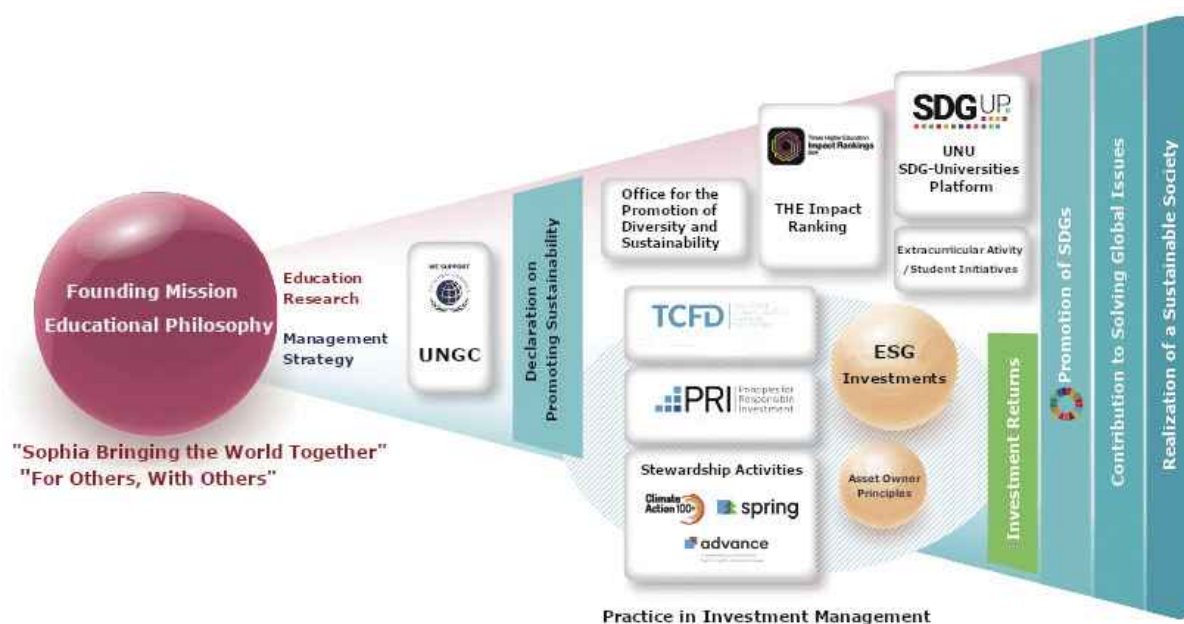 Founding Mission
Educational Philosophy
"Sophia Bringing the World Together"
"For Others, With Others"
Education
Research
Management
Strategy
WE SUPPORT
UNGC
Declaration on
Promoting Sustainability
Office for the
Promotion of
Diversity and
Sustainability
Times Higher Education
Impact Rankings
THE Impact
Ranking
SDG UP
UNU
SDG-Universities
Platform
Extracurricular Ativity
/Student Initiatives
TCFD
PRI
Principles for
Responsible
Investment
Stewardship Activities
Climate
Action 100+
spring
advance
ESG
Investments
Asset Owner
Principles
Practice in Investment Management
Investment Returns
Promotion of SDGs
Contribution to Solving Global Issues
Realization of a Sustainable Society